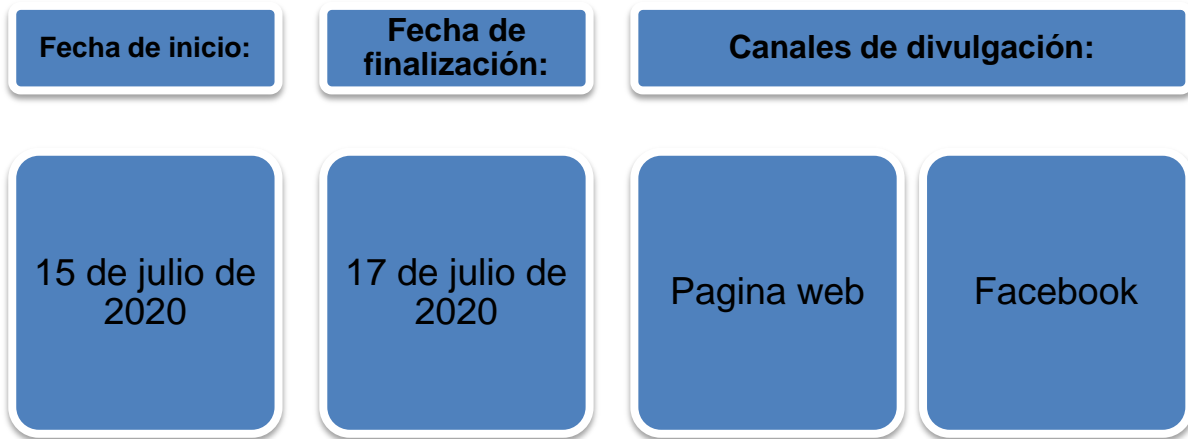 Fecha de inicio:
Fecha de
finalización:
Canales de divulgación:
15 de julio de
2020
17 de julio de
2020
Pagina web
Facebook